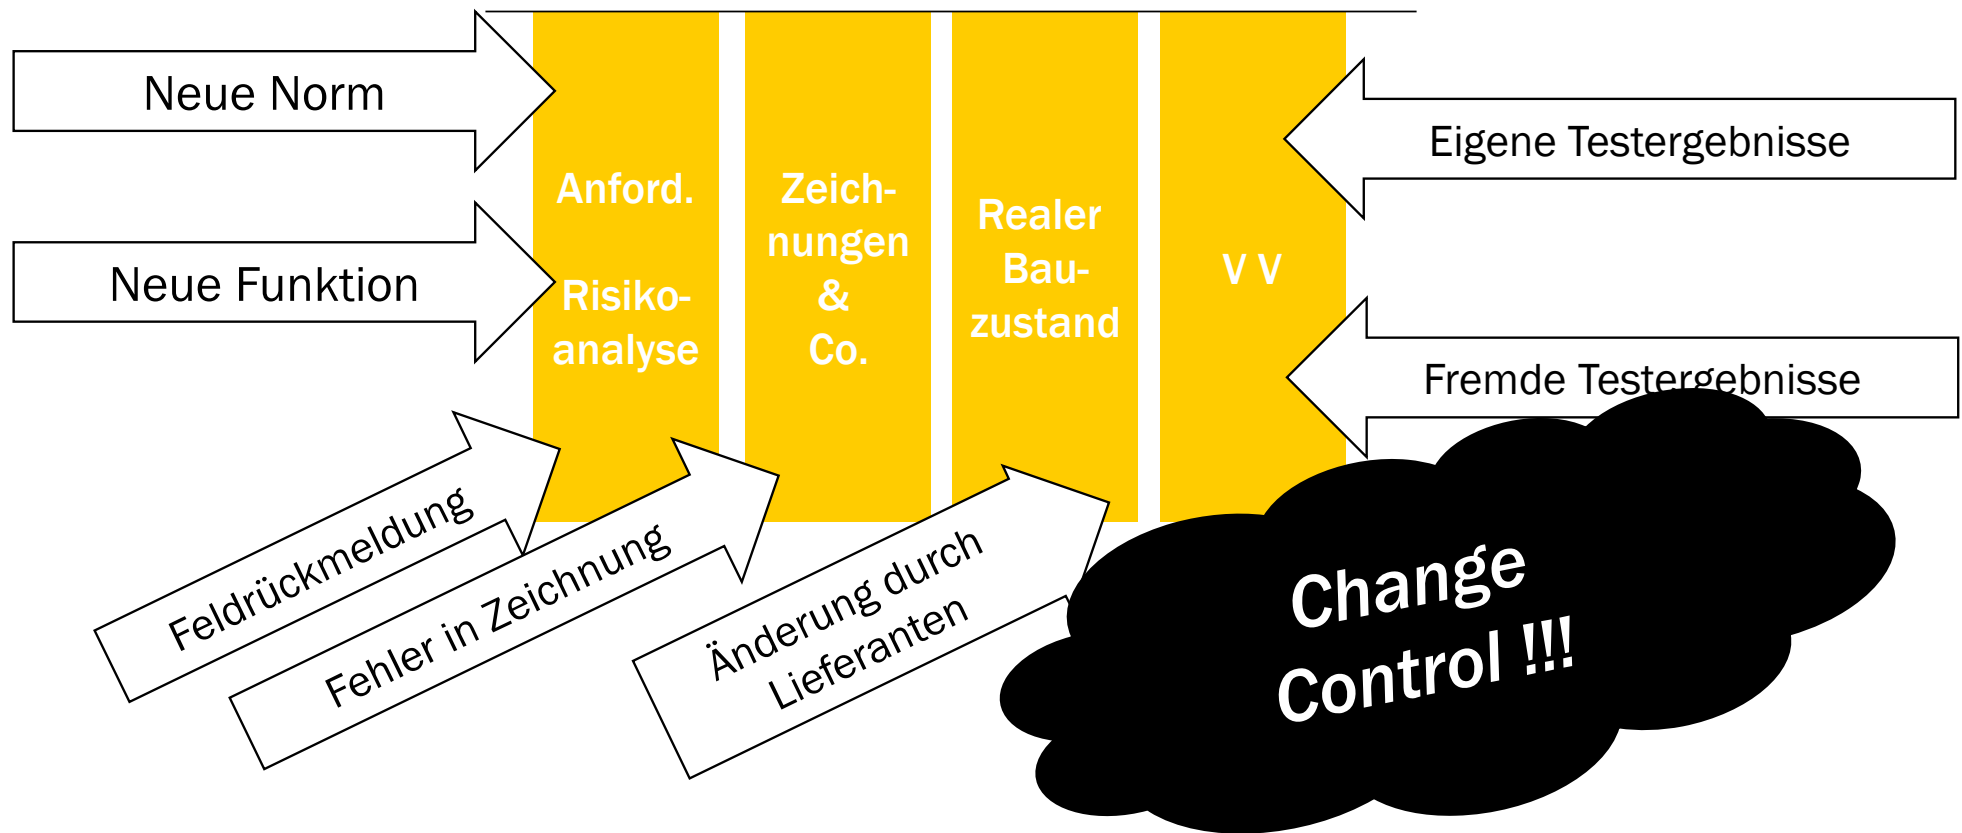 Neue Norm
Neue Funktion
Anford.
Risiko-
analyse
Zeich-
nungen
&
Co.
Realer
Bau-
zustand
V V
Eigene Testergebnisse
Fremde Testergebnisse
Feldrückmeldung
Fehler in Zeichnung
Änderung durch
Lieferanten
Change
Control !!!